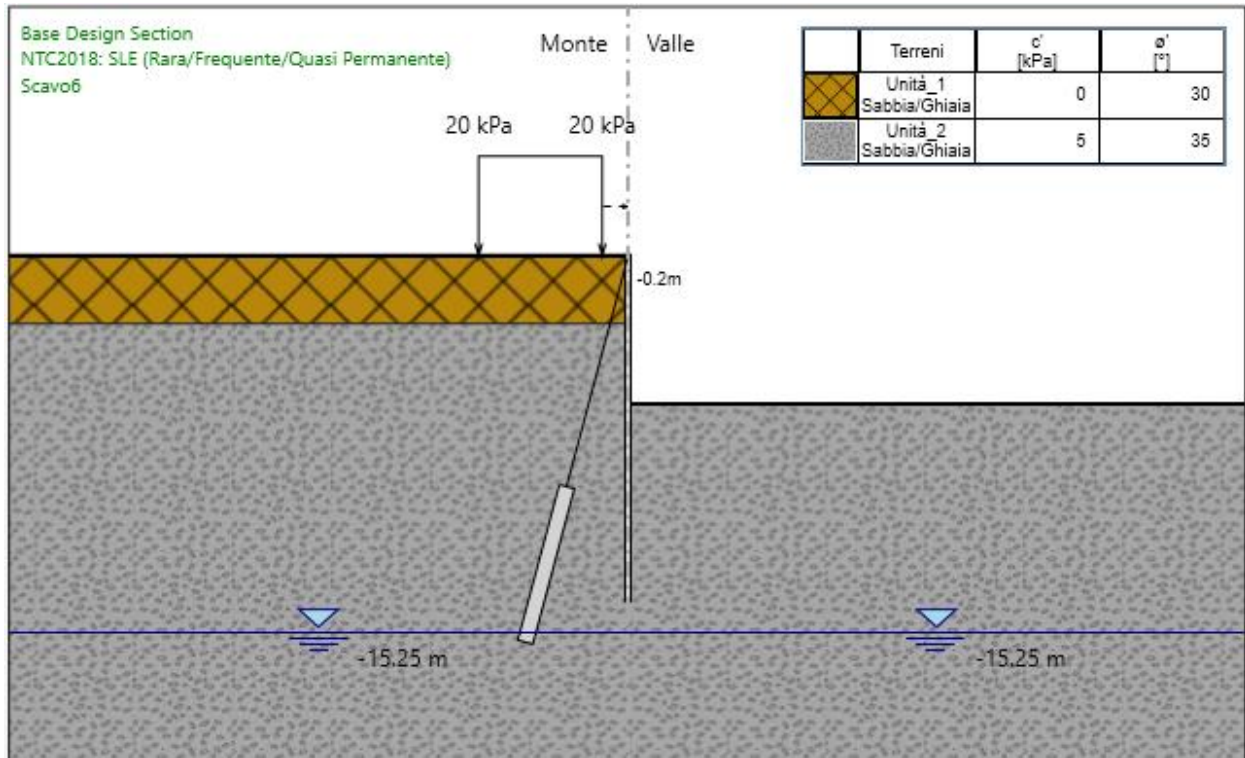 Base Design Section
NTC2018: SLE (Rara/Frequente/Quasi Permanente)
Scavo6
Monte
Valle
Terreni
c'
[kPa]
ø'
[°]
Unità_1
Sabbia/Ghiaia
0
30
Unità_2
Sabbia/Ghiaia
5
35
20 kPa
20 kPa
-0.2m
-15.25 m
-15.25 m